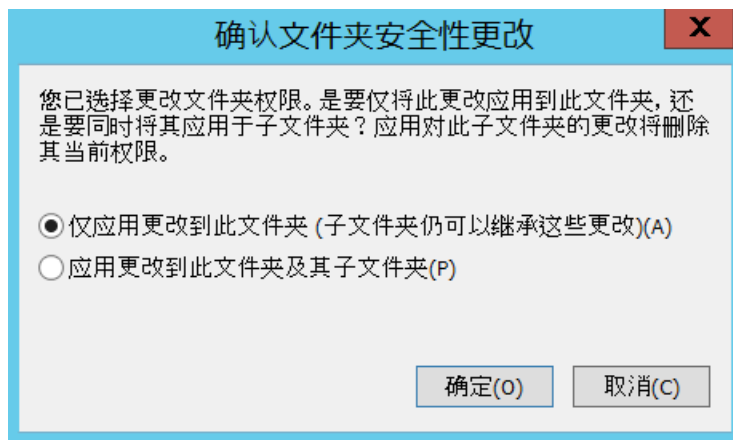 确认文件夹安全性更改
X
您已选择更改文件夹权限。是要仅将此更改应用到此文件夹,还
是要同时将其应用于子文件夹？应用对此子文件夹的更改将删除
其当前权限。
仅应用更改到此文件夹 (子文件夹仍可以继承这些更改)(A)
应用更改到此文件夹及其子文件夹(P)
确定(O) 取消(C)